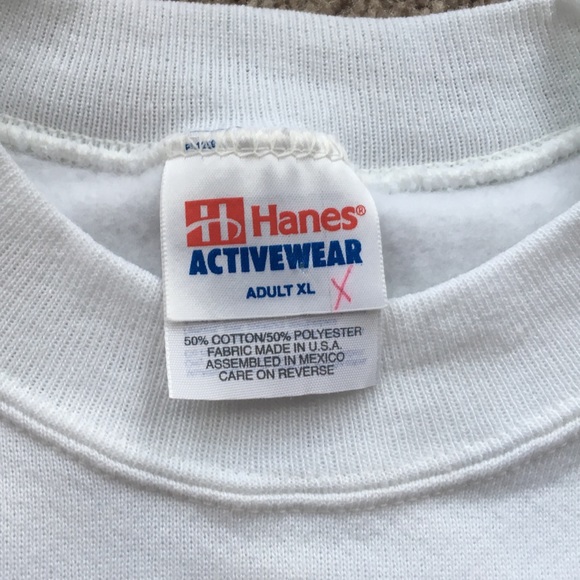 Hanes®
ACTIVEWEAR
ADULT XL X
50% COTTON/50% POLYESTER
FABRIC MADE IN U.S.A.
ASSEMBLED IN MEXICO
CARE ON REVERSE